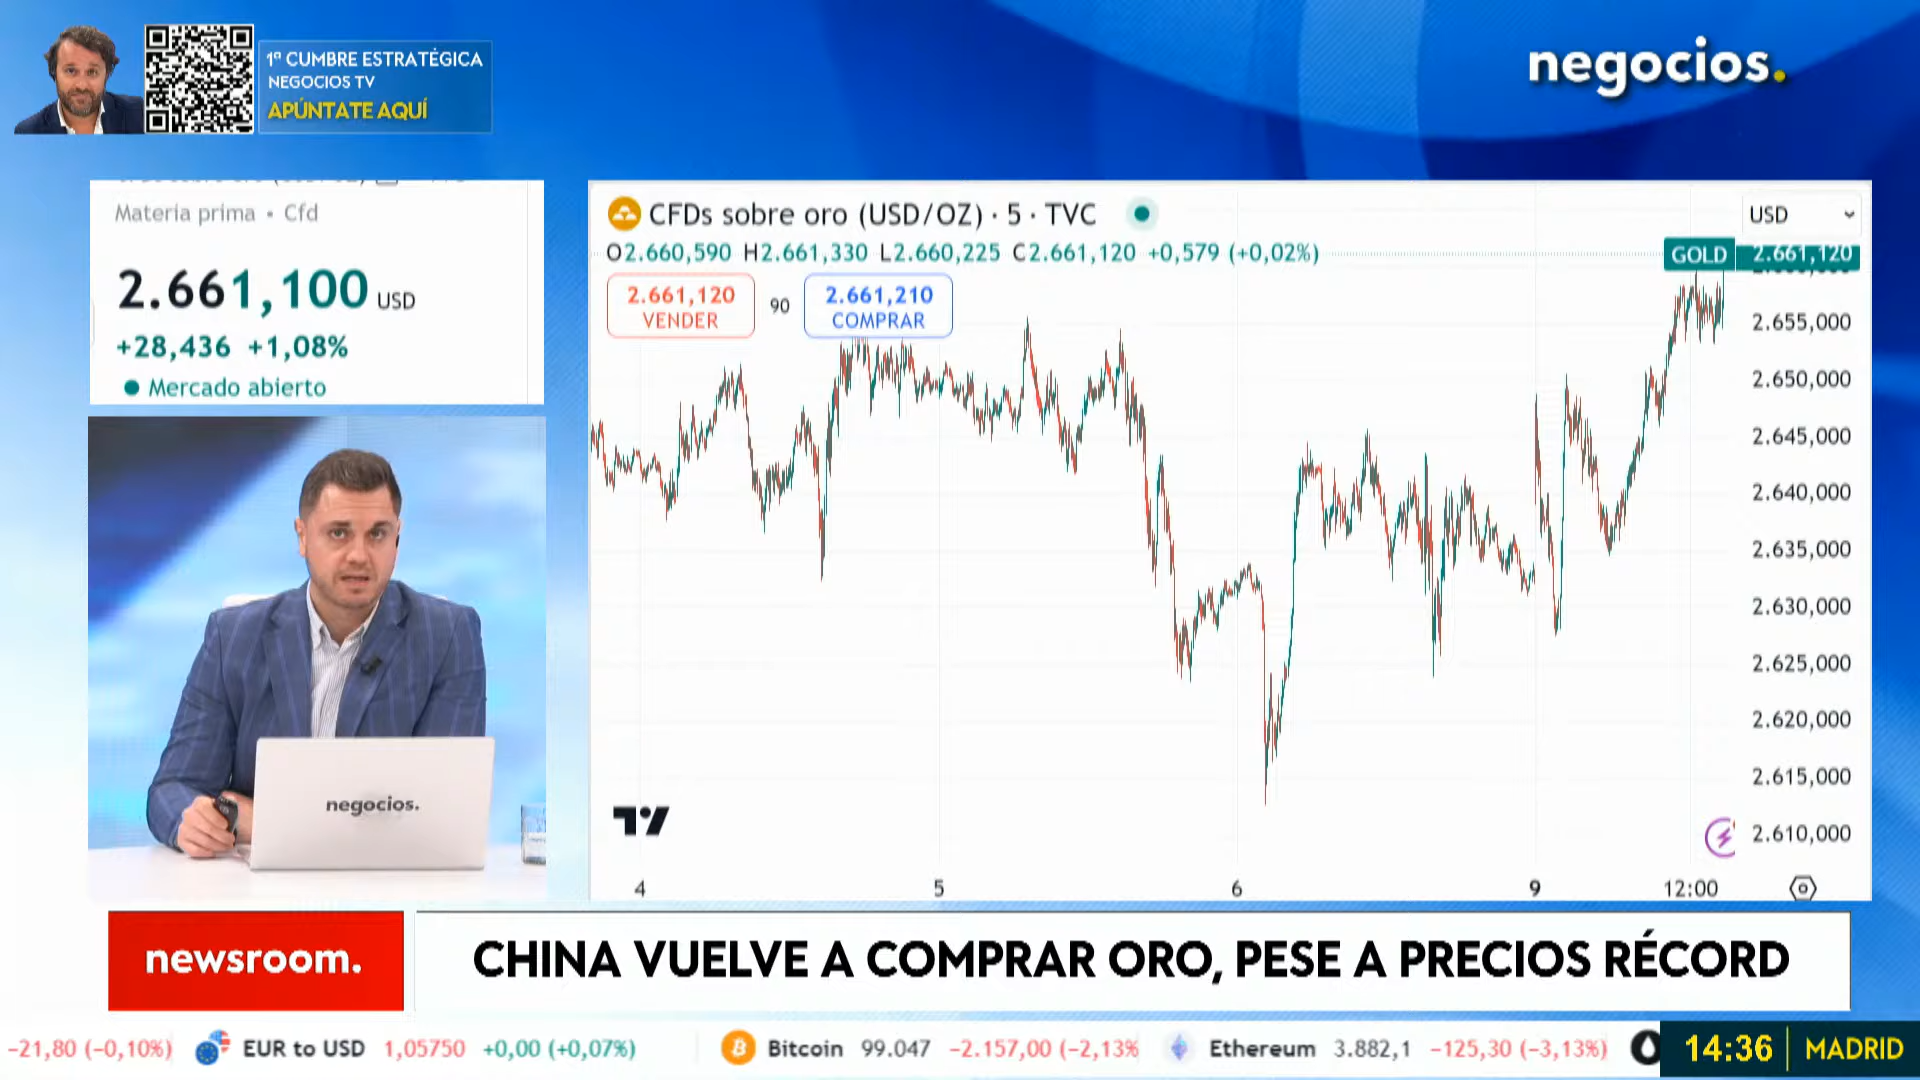 1ª CUMBRE ESTRATÉGICA
NEGOCIOS TV
APÚNTATE AQUÍ
negocios.
Materia prima • Cfd
2.661,100 USD
+28,436 +1,08%
Mercado abierto
CFDs sobre oro (USD/OZ) · 5 · TVC
USD
O2.660,590 H2.661,330 L2.660,225 C2.661,120 +0,579 (+0,02%)
GOLD 2.661,120
2.661,120
VENDER
90
2.661,210
COMPRAR
2.655,000
2.650,000
2.645,000
2.640,000
2.635,000
2.630,000
2.625,000
2.620,000
2.615,000
2.610,000
4 5 6 9 12:00
negocios.
newsroom.
CHINA VUELVE A COMPRAR ORO, PESE A PRECIOS RÉCORD
−21,80 (−0,10%) EUR to USD 1,05750 +0,00 (+0,07%) Bitcoin 99.047 −2.157,00 (−2,13% Ethereum 3.882,1 −125,30 (−3,13%)
14:36 MADRID